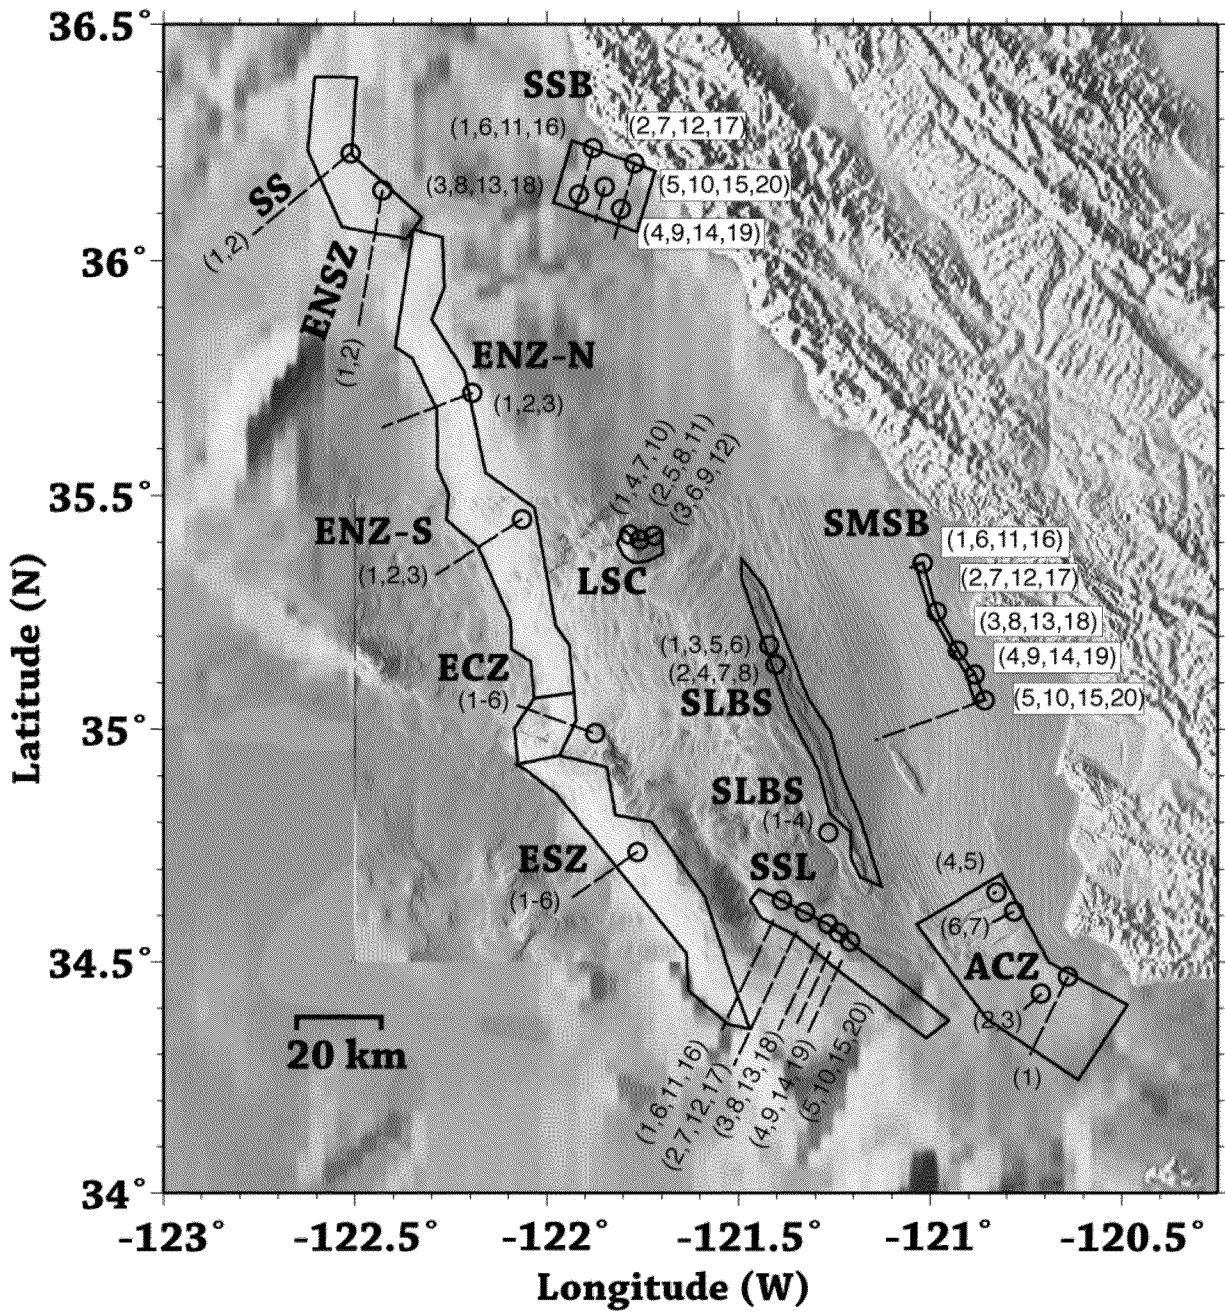 36.5°
SSB
(1,6,11,16)
(2,7,12,17)
(3,8,13,18)
(5,10,15,20)
(4,9,14,19)
SS
(1,2)
36°
ENSZ
(1,2)
ENZ-N
(1,2,3)
(1,4,7,10)
(2,5,8,11)
(3,6,9,12)
35.5°
ENZ-S
(1,2,3)
LSC
SMSB
(1,6,11,16)
(2,7,12,17)
(3,8,13,18)
(4,9,14,19)
(5,10,15,20)
(1,3,5,6)
(2,4,7,8)
SLBS
ECZ
(1-6)
35°
Latitude (N)
SLBS
(1-4)
ESZ
(1-6)
SSL
(4,5)
(6,7)
ACZ
(2,3)
(1)
34.5°
20 km
(1,6,11,16)
(2,7,12,17)
(3,8,13,18)
(4,9,14,19)
(5,10,15,20)
34°
-123° -122.5° -122° -121.5° -121° -120.5°
Longitude (W)